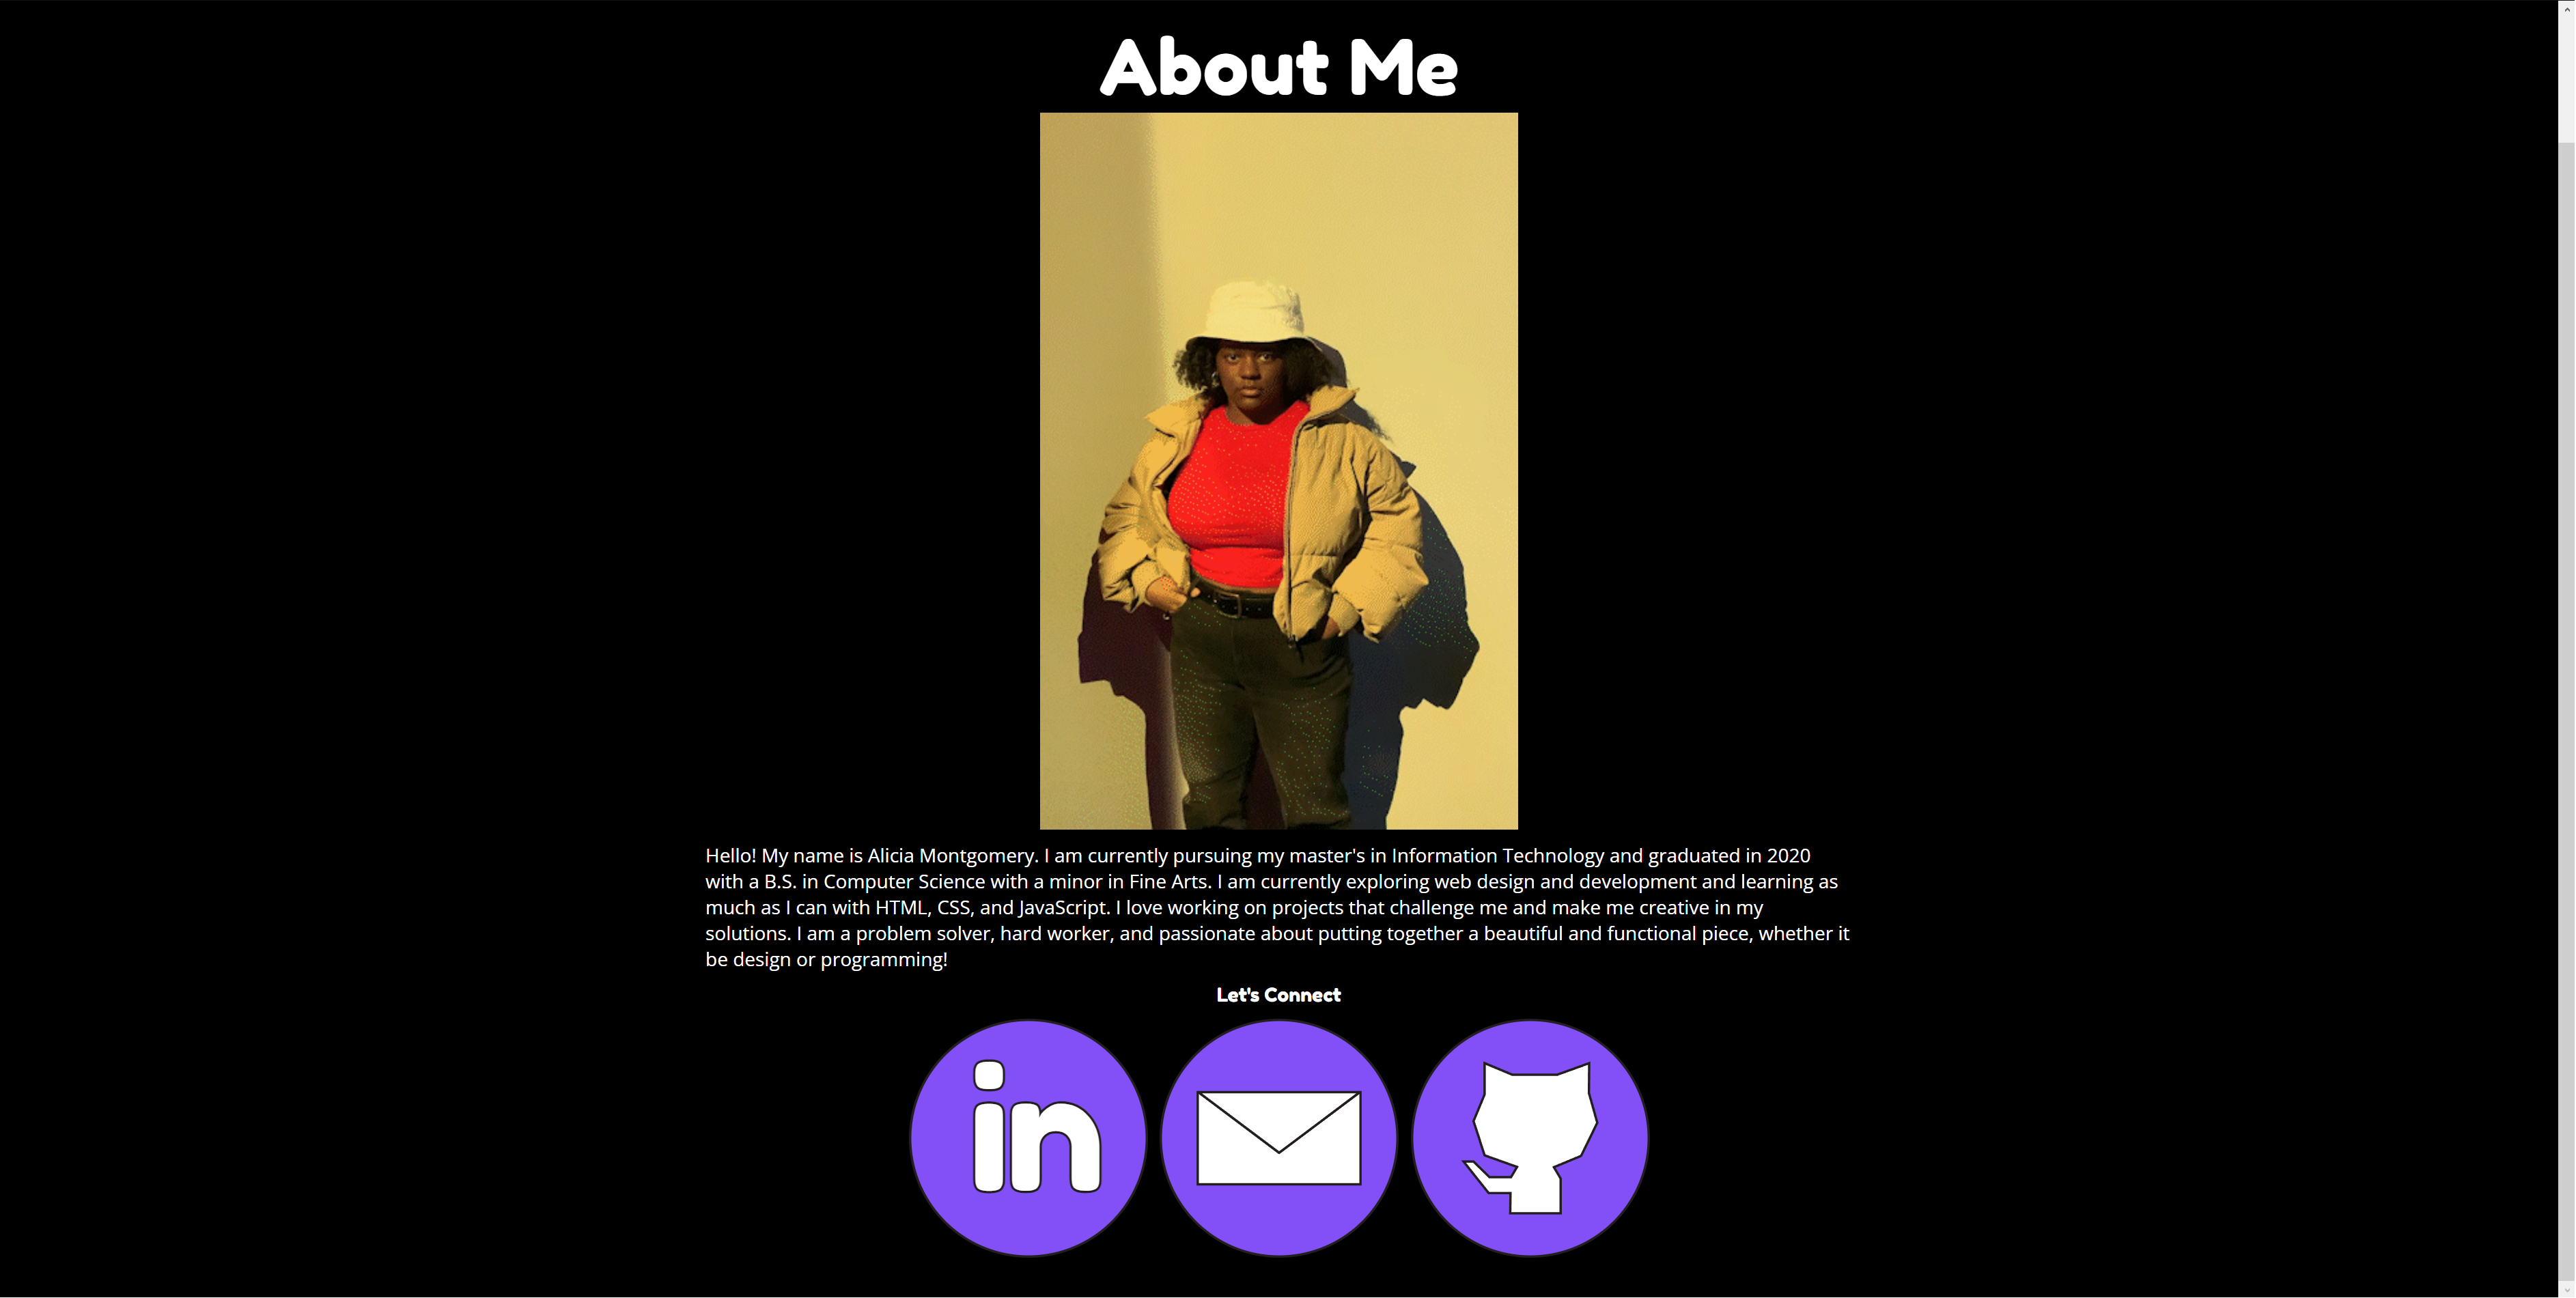 About Me
Hello! My name is Alicia Montgomery. I am currently pursuing my master's in Information Technology and graduated in 2020
with a B.S. in Computer Science with a minor in Fine Arts. I am currently exploring web design and development and learning as
much as I can with HTML, CSS, and JavaScript. I love working on projects that challenge me and make me creative in my
solutions. I am a problem solver, hard worker, and passionate about putting together a beautiful and functional piece, whether it
be design or programming!
Let's Connect
in